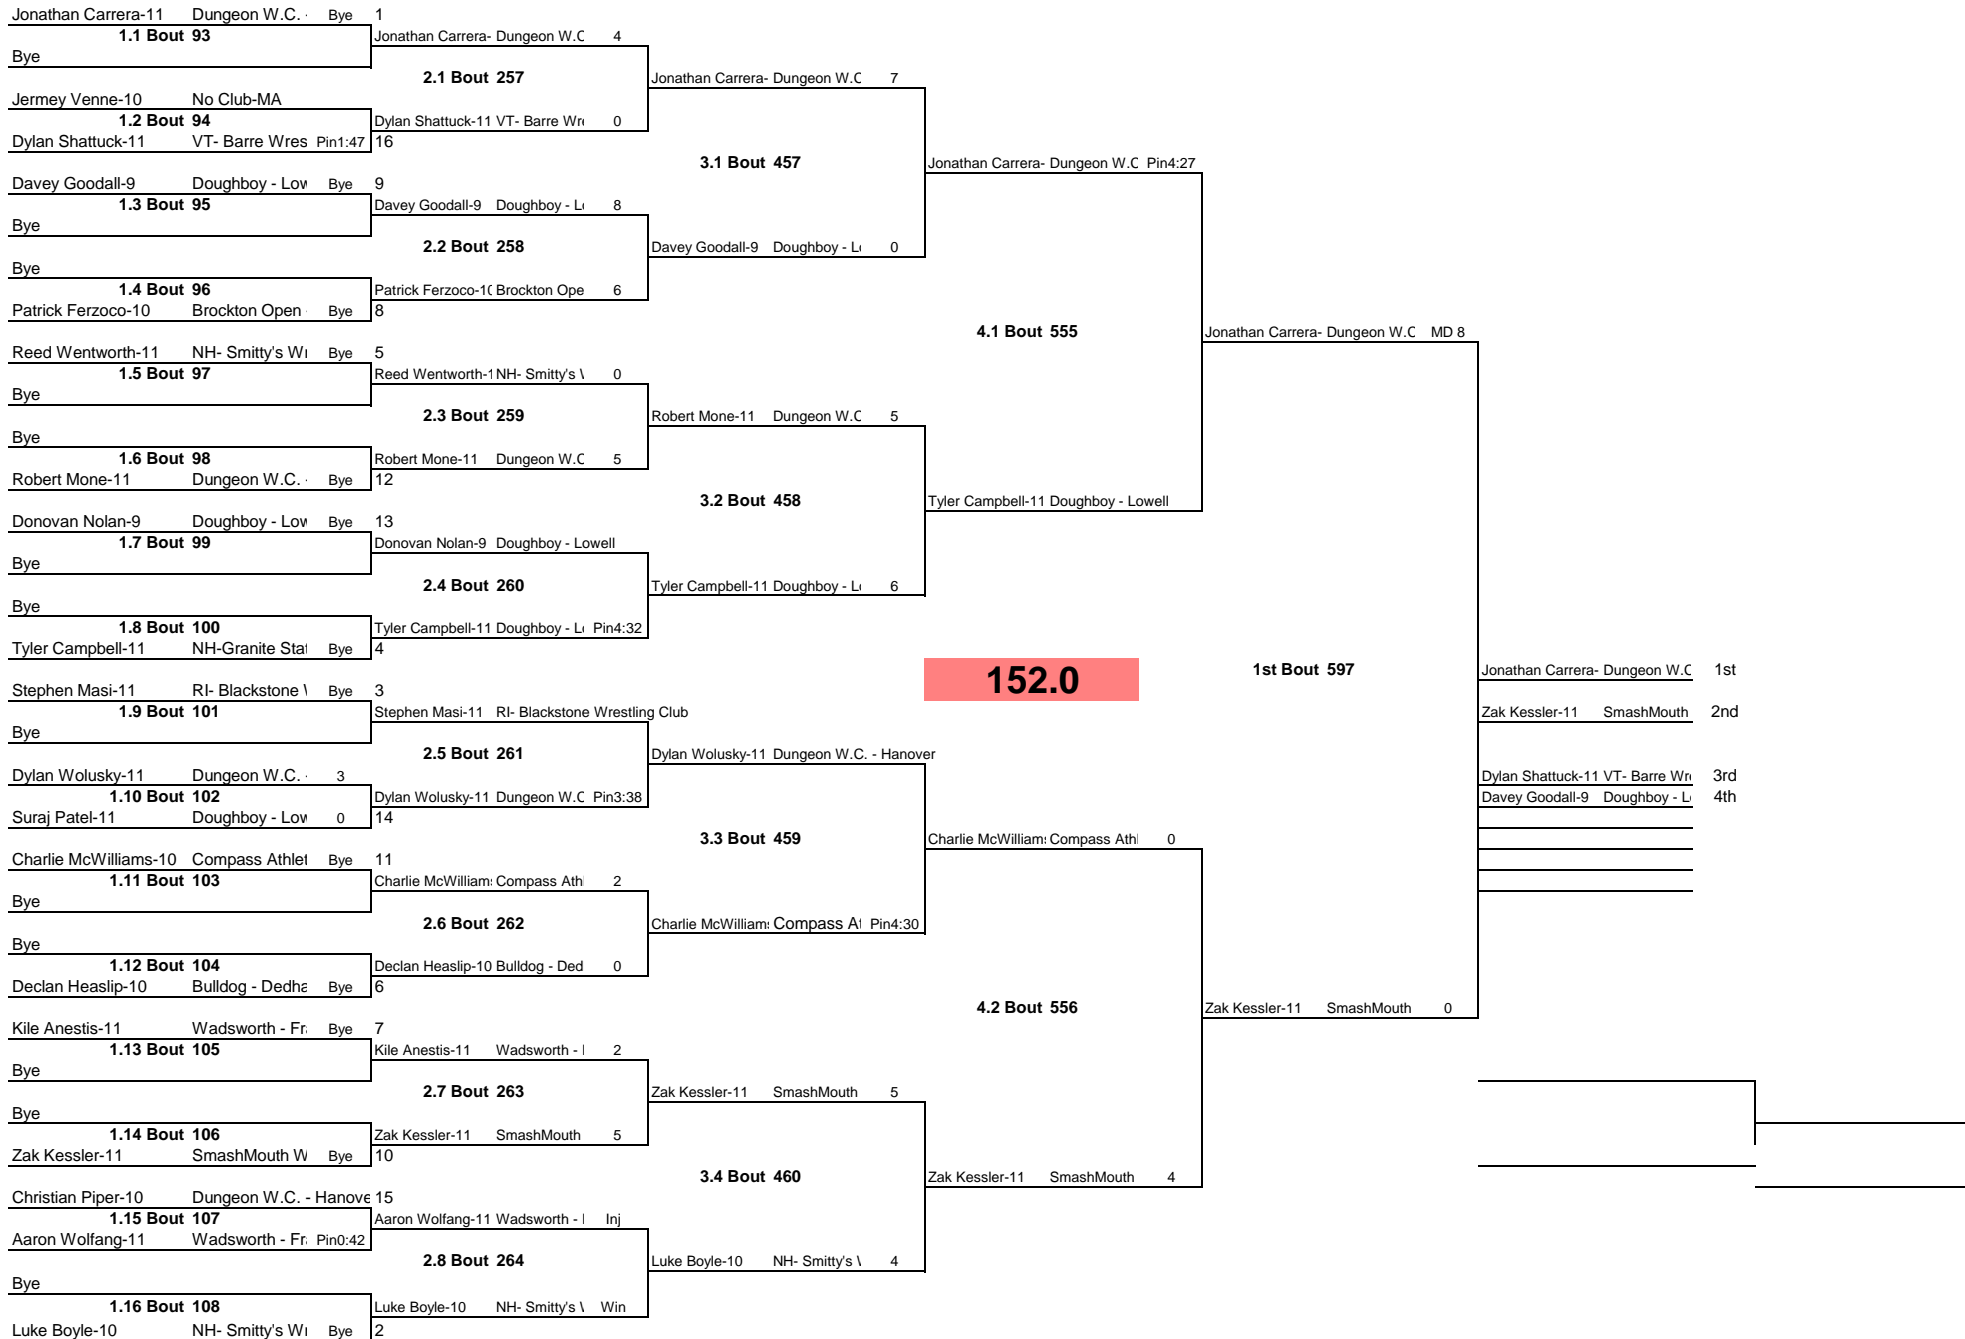 Jonathan Carrera-11 Dungeon W.C. - Bye 1
1.1 Bout 93
Bye
Jermey Venne-10 No Club-MA
1.2 Bout 94
Dylan Shattuck-11 VT- Barre Wres Pin1:47 16
Davey Goodall-9 Doughboy - Low Bye 9
1.3 Bout 95
Bye
Bye
1.4 Bout 96
Patrick Ferzoco-10 Brockton Open Bye 8
Reed Wentworth-11 NH- Smitty's Wr Bye 5
1.5 Bout 97
Bye
Bye
1.6 Bout 98
Robert Mone-11 Dungeon W.C. - Bye 12
Donovan Nolan-9 Doughboy - Low Bye 13
1.7 Bout 99
Bye
Bye
1.8 Bout 100
Tyler Campbell-11 NH-Granite Stat Bye 4
Stephen Masi-11 RI- Blackstone \ Bye 3
1.9 Bout 101
Bye
Dylan Wolusky-11 Dungeon W.C. - 3
1.10 Bout 102
Suraj Patel-11 Doughboy - Low 0 14
Charlie McWilliams-10 Compass Athlet Bye 11
1.11 Bout 103
Bye
Bye
1.12 Bout 104
Declan Heaslip-10 Bulldog - Dedha Bye 6
Kile Anestis-11 Wadsworth - Fra Bye 7
1.13 Bout 105
Bye
Bye
1.14 Bout 106
Zak Kessler-11 SmashMouth W Bye 10
Christian Piper-10 Dungeon W.C. - Hanove 15
1.15 Bout 107
Aaron Wolfang-11 Wadsworth - Fra Pin0:42
Bye
1.16 Bout 108
Luke Boyle-10 NH- Smitty's Wr Bye 2
Jonathan Carrera- Dungeon W.C 4
2.1 Bout 257
Dylan Shattuck-11 VT- Barre Wre 0
Davey Goodall-9 Doughboy - Lo 8
2.2 Bout 258
Patrick Ferzoco-10 Brockton Ope 6
Reed Wentworth-1 NH- Smitty's \ 0
2.3 Bout 259
Robert Mone-11 Dungeon W.C 5
Donovan Nolan-9 Doughboy - Lowell
2.4 Bout 260
Tyler Campbell-11 Doughboy - Lo Pin4:32
Stephen Masi-11 RI- Blackstone Wrestling Club
2.5 Bout 261
Dylan Wolusky-11 Dungeon W.C Pin3:38
Charlie McWilliams Compass Athl 2
2.6 Bout 262
Declan Heaslip-10 Bulldog - Ded 0
Kile Anestis-11 Wadsworth - 2
2.7 Bout 263
Zak Kessler-11 SmashMouth 5
Aaron Wolfang-11 Wadsworth - Inj
2.8 Bout 264
Luke Boyle-10 NH- Smitty's \ Win
Jonathan Carrera- Dungeon W.C 7
3.1 Bout 457
Davey Goodall-9 Doughboy - Lo 0
Robert Mone-11 Dungeon W.C 5
3.2 Bout 458
Tyler Campbell-11 Doughboy - Lo 6
Dylan Wolusky-11 Dungeon W.C. - Hanover
3.3 Bout 459
Charlie McWilliams Compass At Pin4:30
Zak Kessler-11 SmashMouth 5
3.4 Bout 460
Luke Boyle-10 NH- Smitty's \ 4
Jonathan Carrera- Dungeon W.C Pin4:27
4.1 Bout 555
Tyler Campbell-11 Doughboy - Lowell
152.0
Charlie McWilliams Compass Athl 0
4.2 Bout 556
Zak Kessler-11 SmashMouth 4
Jonathan Carrera- Dungeon W.C MD 8
1st Bout 597
Zak Kessler-11 SmashMouth 0
Jonathan Carrera- Dungeon W.C 1st
Zak Kessler-11 SmashMouth 2nd
Dylan Shattuck-11 VT- Barre Wre 3rd
Davey Goodall-9 Doughboy - Lo 4th